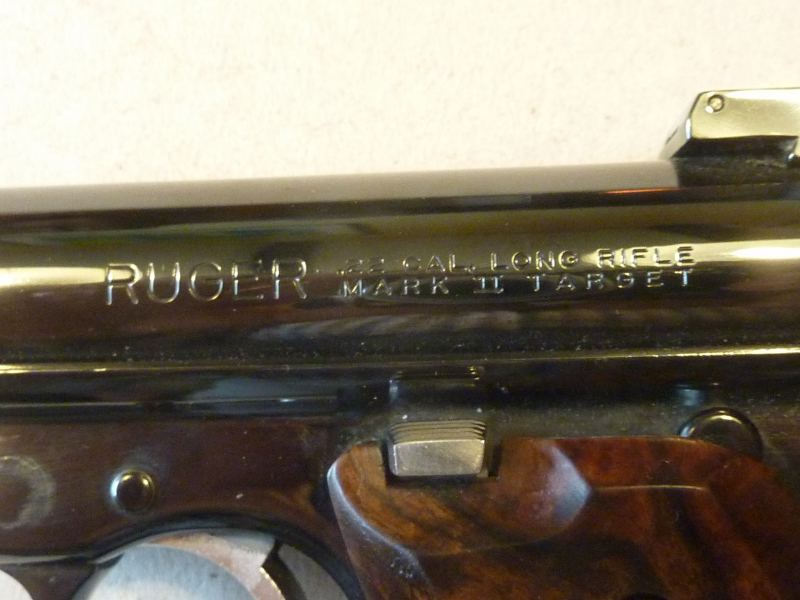 RUGER
.22 CAL. LONG RIFLE
MARK II TARGET